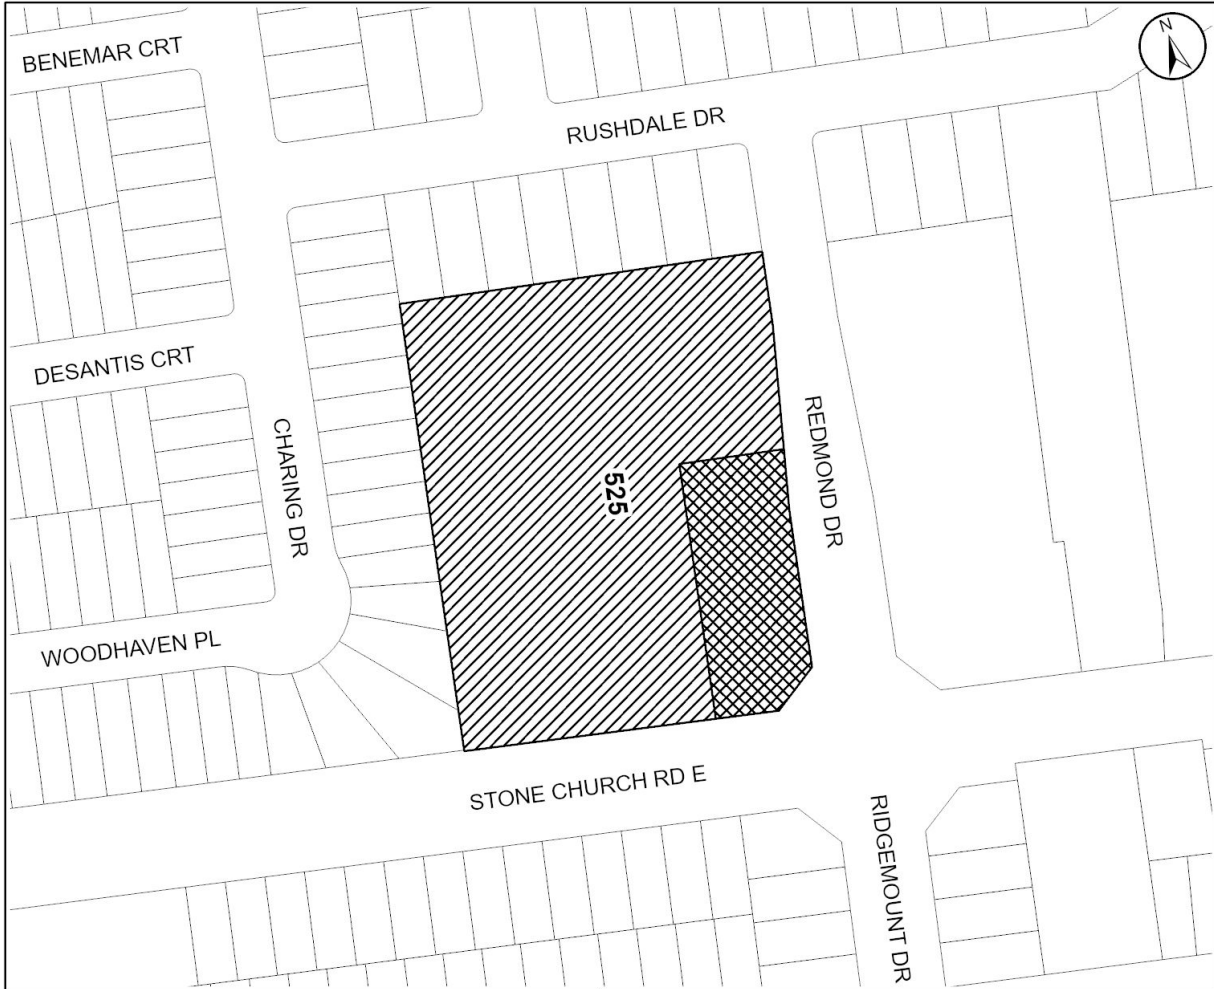 BENEMAR CRT
N
RUSHDALE DR
DESANTIS CRT
CHARING DR
REDMOND DR
525
WOODHAVEN PL
STONE CHURCH RD E
RIDGEMOUNT DR